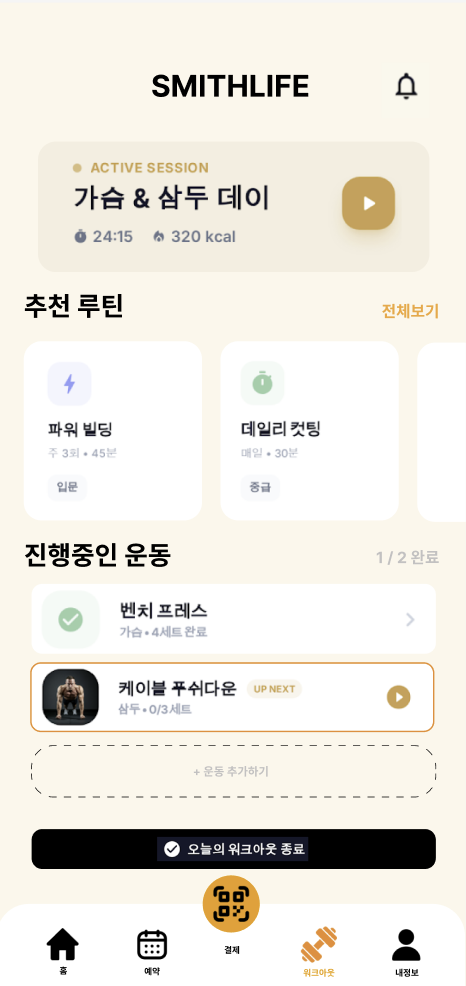 SMITHLIFE
ACTIVE SESSION
가슴 & 삼두 데이
24:15 320 kcal
추천 루틴 전체보기
파워 빌딩
주 3회 • 45분
입문
데일리 컷팅
매일 • 30분
중급
진행중인 운동 1 / 2 완료
벤치 프레스
가슴 • 4세트 완료
케이블 푸쉬다운 UP NEXT
삼두 • 0/3세트
+ 운동 추가하기
오늘의 워크아웃 종료
홈 예약 결제 워크아웃 내정보